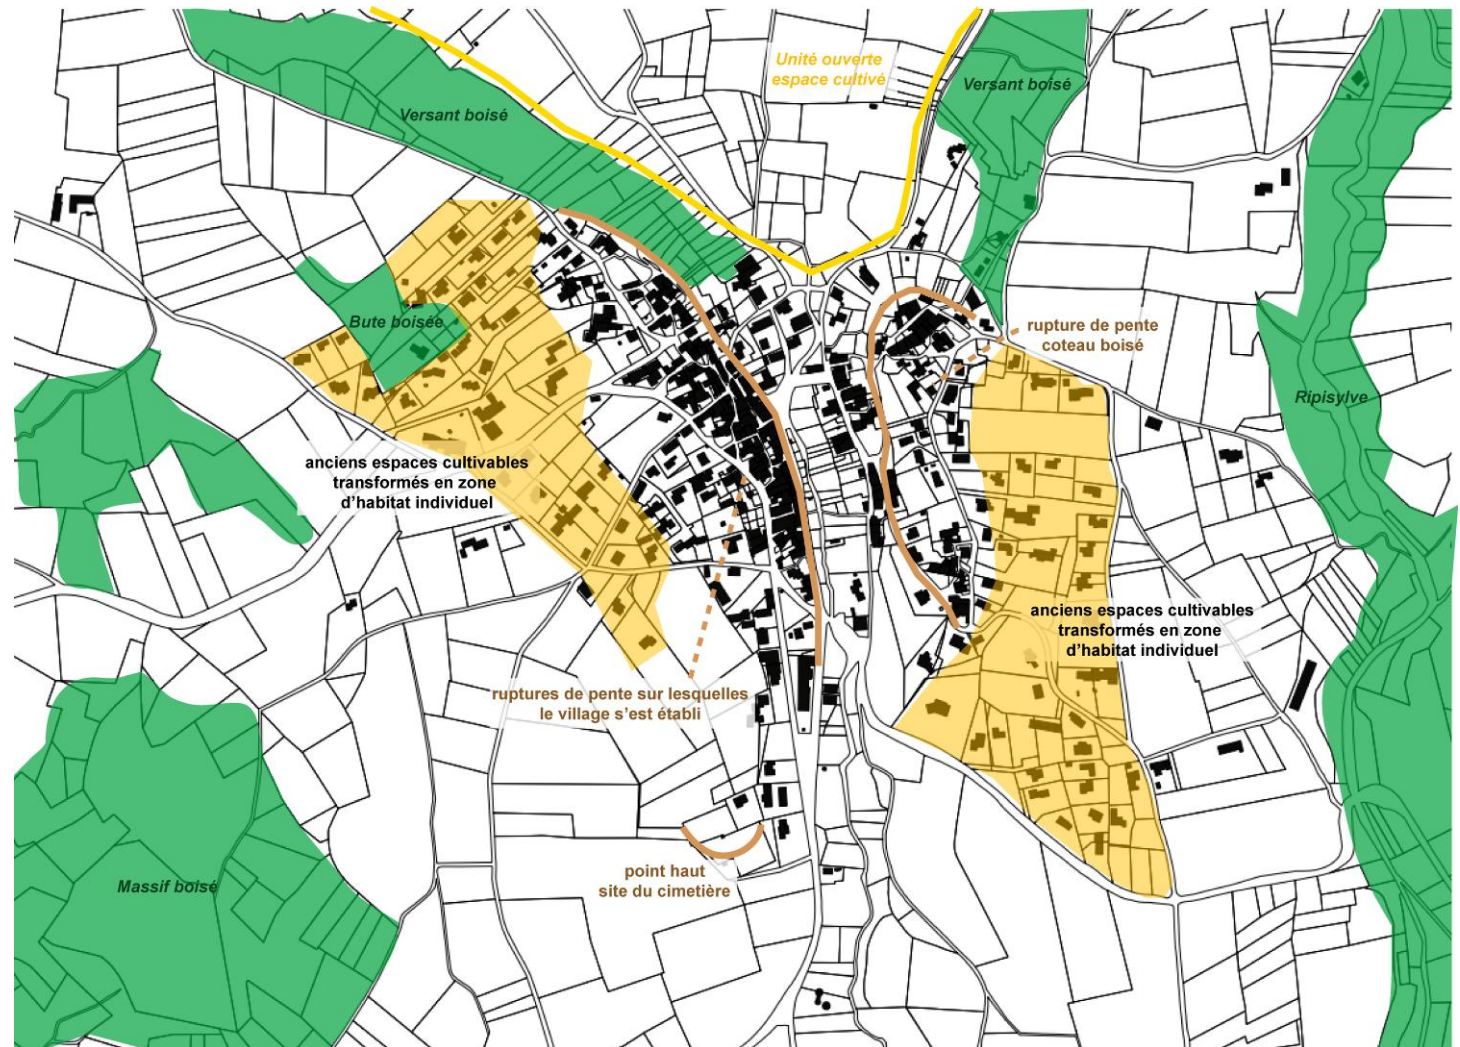 Unité ouverte
espace cultivé
Versant boisé
Versant boisé
Bute boisée
rupture de pente
coteau boisé
Ripisylve
anciens espaces cultivables
transformés en zone
d'habitat individuel
anciens espaces cultivables
transformés en zone
d'habitat individuel
ruptures de pente sur lesquelles
le village s'est établi
point haut
site du cimetière
Massif boisé